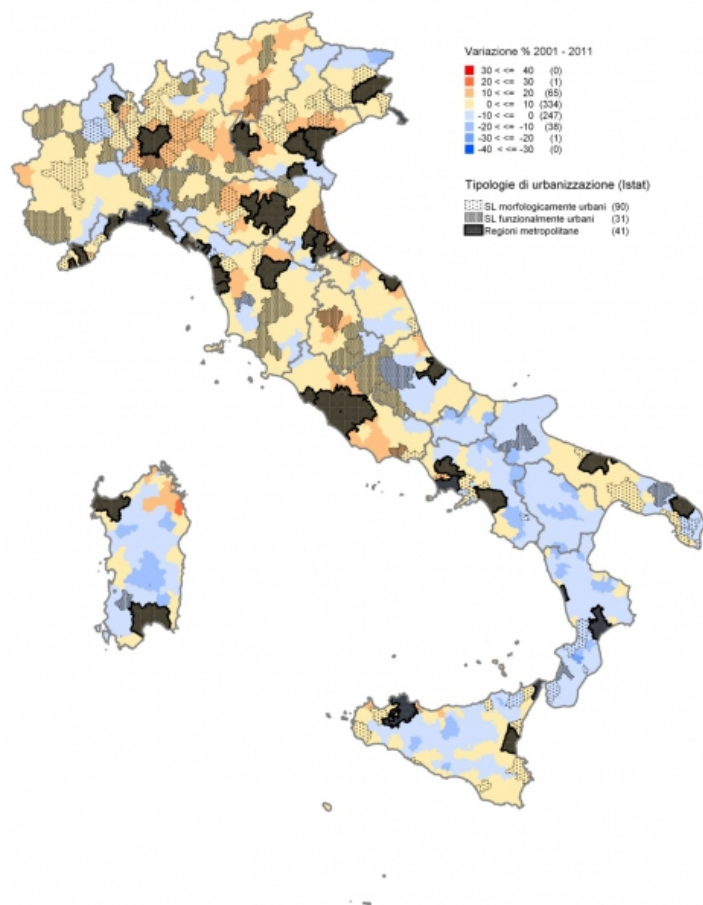 Variazione % 2001 - 2011
30 < <= 40 (0)
20 < <= 30 (1)
10 < <= 20 (65)
0 < <= 10 (334)
-10 < <= 0 (247)
-20 < <= -10 (38)
-30 < <= -20 (1)
-40 < <= -30 (0)
Tipologie di urbanizzazione (Istat)
SL morfologicamente urbani (90)
SL funzionalmente urbani (31)
Regioni metropolitane (41)